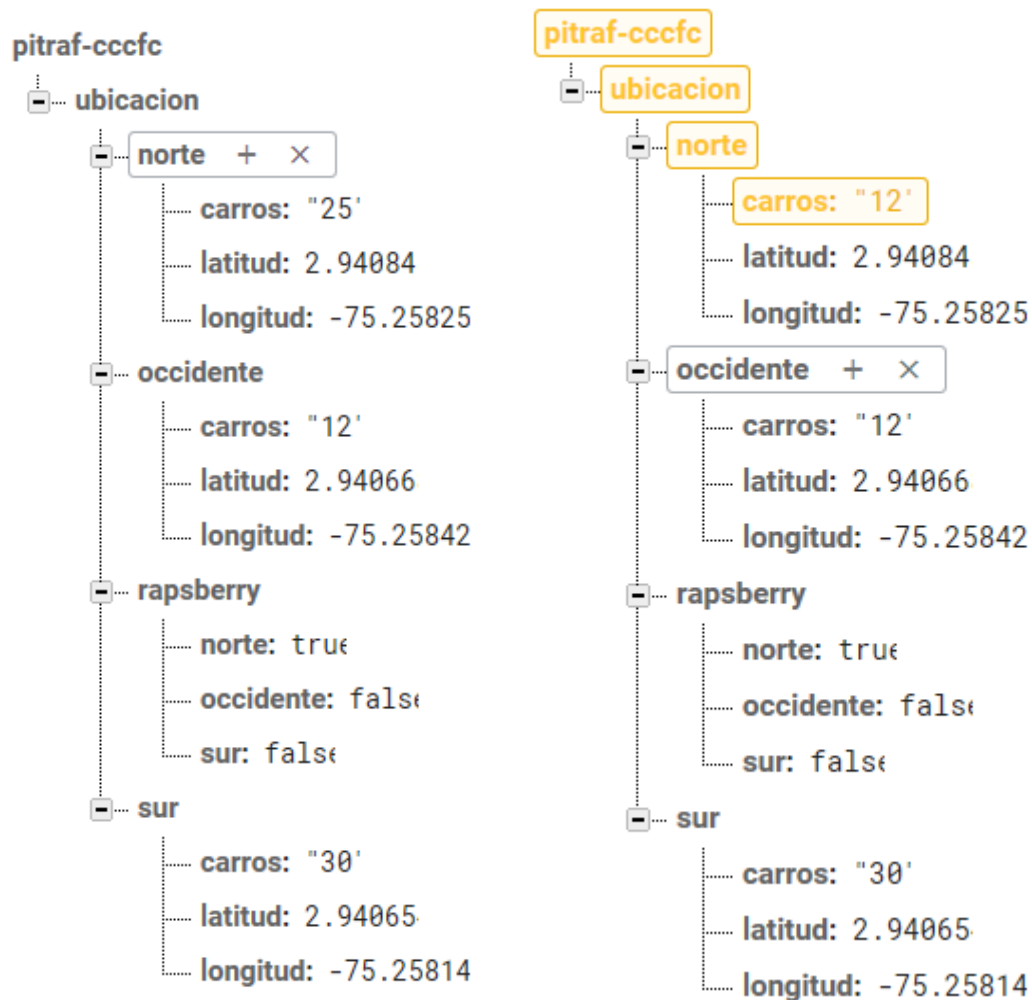 pitraf-cccfc
ubicacion
norte + ×
carros: "25'
latitud: 2.94084
longitud: -75.25825
occidente
carros: "12'
latitud: 2.94066
longitud: -75.25842
rapsberry
norte: true
occidente: false
sur: false
sur
carros: "30'
latitud: 2.94065
longitud: -75.25814
pitraf-cccfc
ubicacion
norte
carros: "12'
latitud: 2.94084
longitud: -75.25825
occidente + ×
carros: "12'
latitud: 2.94066
longitud: -75.25842
rapsberry
norte: true
occidente: false
sur: false
sur
carros: "30'
latitud: 2.94065
longitud: -75.25814